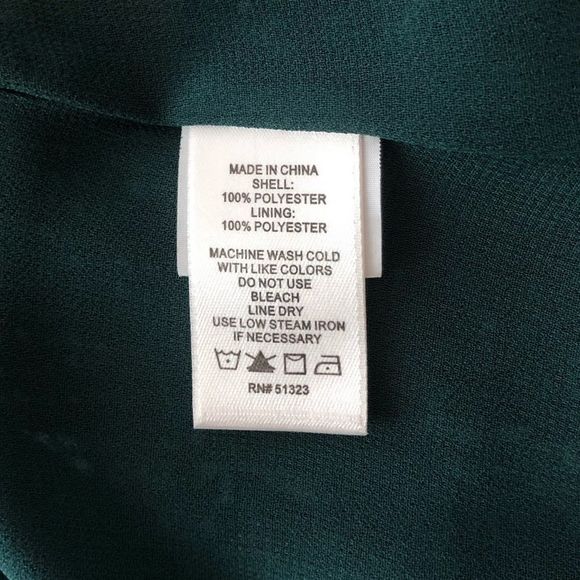 MADE IN CHINA
SHELL:
100% POLYESTER
LINING:
100% POLYESTER
MACHINE WASH COLD
WITH LIKE COLORS
DO NOT USE
BLEACH
LINE DRY
USE LOW STEAM IRON
IF NECESSARY
RN# 51323